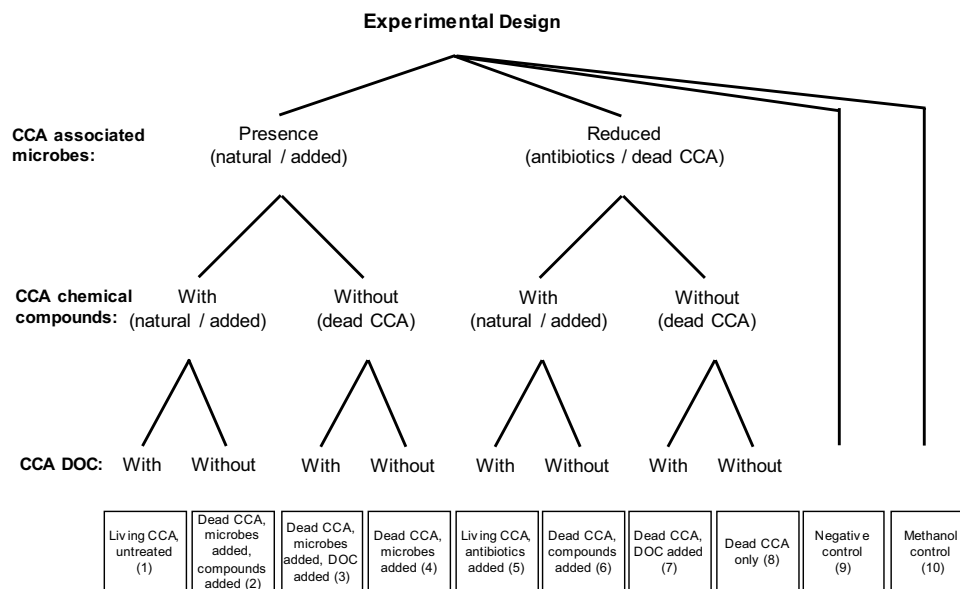 Experimental Design
CCA associated
microbes:
Presence
(natural / added)
Reduced
(antibiotics / dead CCA)
CCA chemical
compounds:
With
(natural / added)
Without
(dead CCA)
With
(natural / added)
Without
(dead CCA)
CCA DOC:
With
Without
With
Without
With
Without
With
Without
Living CCA,
untreated
(1)
Dead CCA,
microbes
added,
compounds
added (2)
Dead CCA,
microbes
added, DOC
added (3)
Dead CCA,
microbes
added (4)
Living CCA,
antibiotics
added (5)
Dead CCA,
compounds
added (6)
Dead CCA,
DOC added
(7)
Dead CCA
only (8)
Negative
control
(9)
Methanol
control
(10)